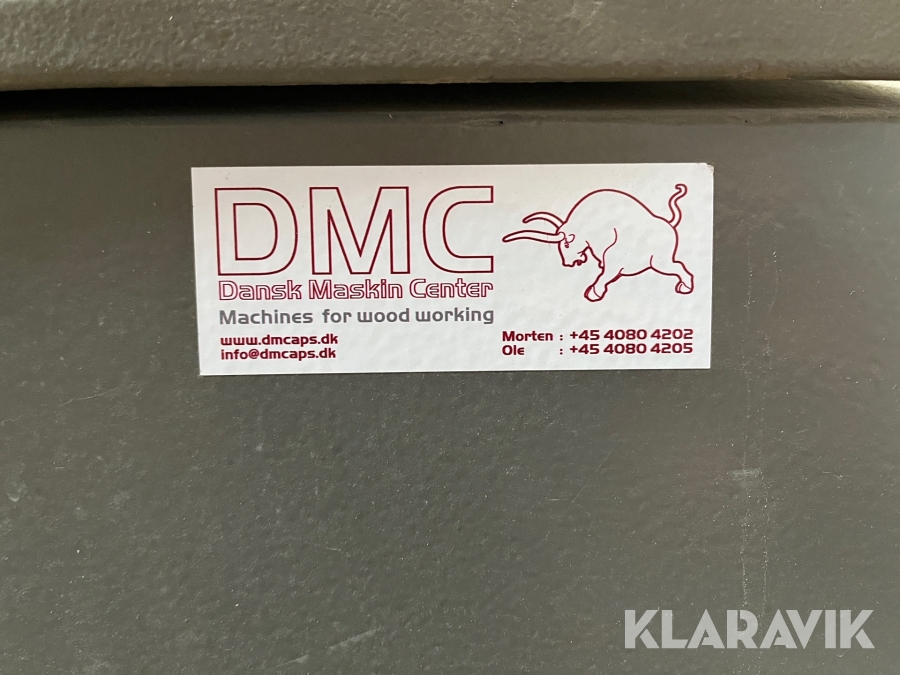 DMC
Dansk Maskin Center
Machines for wood working
www.dmcaps.dk
info@dmcaps.dk
Morten : +45 4080 4202
Ole : +45 4080 4205
KLARAVIK